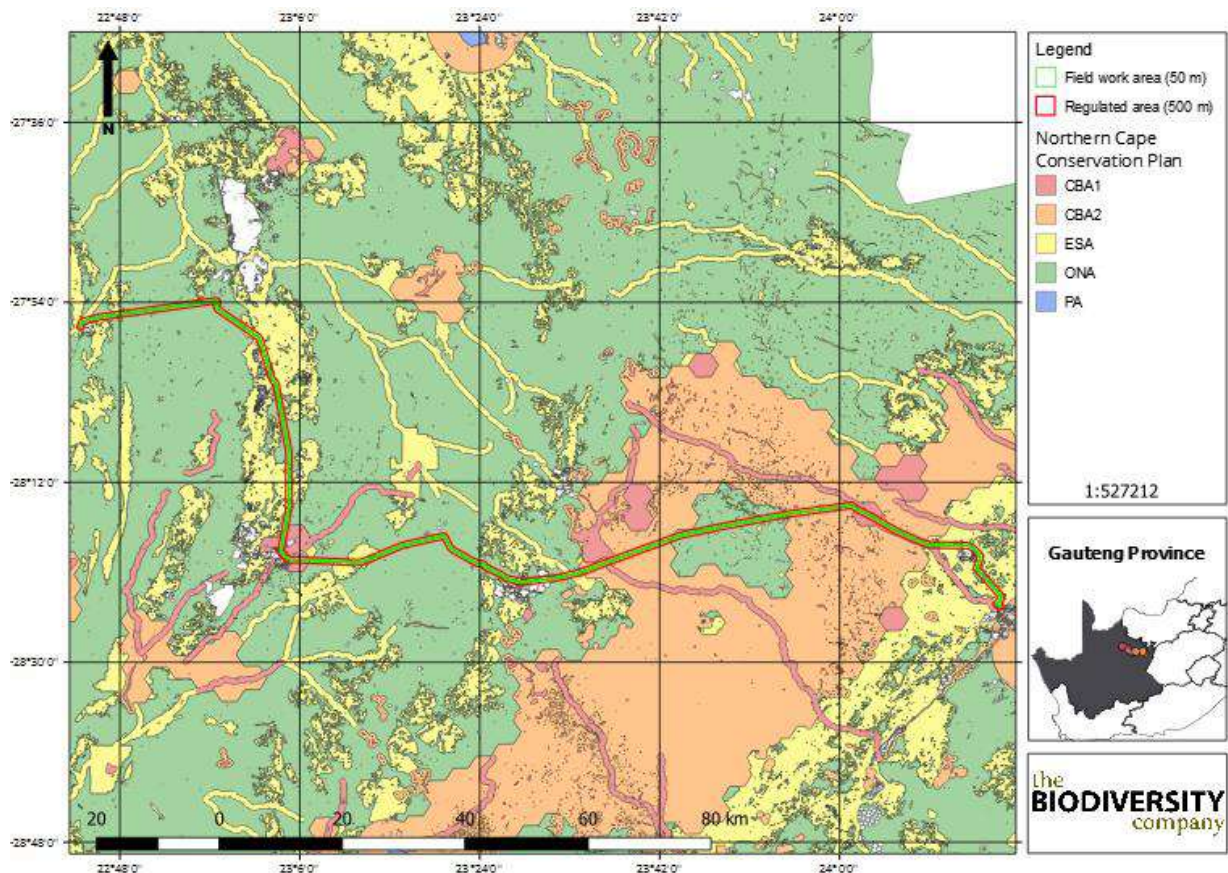 22°48'0" 23°6'0" 23°24'0" 23°42'0" 24°0'0"
-27°36'0"
-27°54'0"
-28°12'0"
-28°30'0"
-28°48'0"
N
20 0 20 40 60 80 km
22°48'0" 23°6'0" 23°24'0" 23°42'0" 24°0'0"
Legend
Field work area (50 m)
Regulated area (500 m)
Northern Cape
Conservation Plan
CBA1
CBA2
ESA
ONA
PA
1:527212
Gauteng Province
the
BIODIVERSITY
company